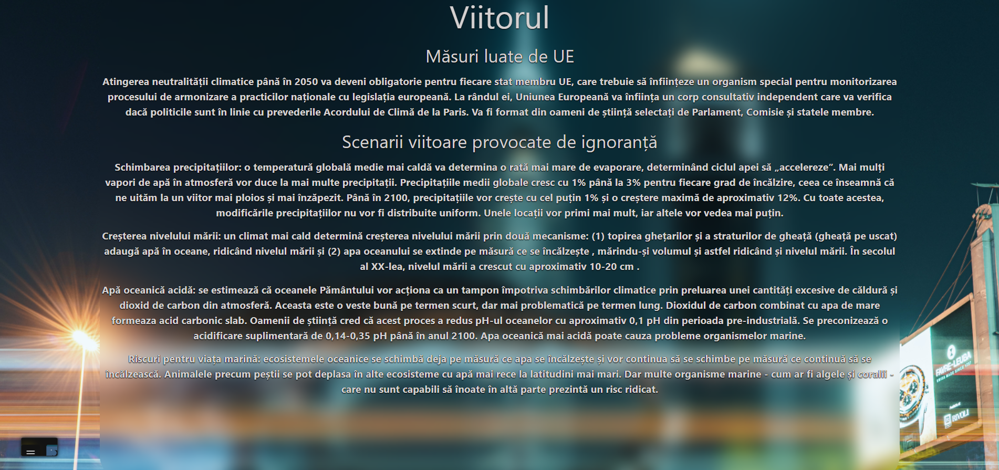 Viitorul
Măsuri luate de UE
Atingerea neutralității climatice până în 2050 va deveni obligatorie pentru fiecare stat membru UE, care trebuie să înființeze un organism special pentru monitorizarea
procesului de armonizare a practicilor naționale cu legislația europeană. La rândul ei, Uniunea Europeană va înființa un corp consultativ independent care va verifica
dacă politicile sunt în linie cu prevederile Acordului de Climă de la Paris. Va fi format din oameni de știință selectați de Parlament, Comisie și statele membre.
Scenarii viitoare provocate de ignoranță
Schimbarea precipitațiilor: o temperatură globală medie mai caldă va determina o rată mai mare de evaporare, determinând ciclul apei să „accelereze”. Mai mulți
vapori de apă în atmosferă vor duce la mai multe precipitații. Precipitațiile medii globale cresc cu 1% până la 3% pentru fiecare grad de încălzire, ceea ce înseamnă că
ne uităm la un viitor mai ploios și mai înzăpezit. Până în 2100, precipitațiile vor crește cu cel puțin 1% și o creștere maximă de aproximativ 12%. Cu toate acestea,
modificările precipitațiilor nu vor fi distribuite uniform. Unele locații vor primi mai mult, iar altele vor vedea mai puțin.
Creșterea nivelului mării: un climat mai cald determină creșterea nivelului mării prin două mecanisme: (1) topirea ghețarilor și a straturilor de gheață (gheață pe uscat)
adaugă apă în oceane, ridicând nivelul mării și (2) apa oceanului se extinde pe măsură ce se încălzește , mărindu-și volumul și astfel ridicând și nivelul mării. În secolul
al XX-lea, nivelul mării a crescut cu aproximativ 10-20 cm .
Apă oceanică acidă: se estimează că oceanele Pământului vor acționa ca un tampon împotriva schimbărilor climatice prin preluarea unei cantități excesive de căldură și
dioxid de carbon din atmosferă. Aceasta este o veste bună pe termen scurt, dar mai problematică pe termen lung. Dioxidul de carbon combinat cu apa de mare
formeaza acid carbonic slab. Oamenii de știință cred că acest proces a redus pH-ul oceanelor cu aproximativ 0,1 pH din perioada pre-industrială. Se preconizează o
acidificare suplimentară de 0,14-0,35 pH până în anul 2100. Apa oceanică mai acidă poate cauza probleme organismelor marine.
Riscuri pentru viața marină: ecosistemele oceanice se schimbă deja pe măsură ce apa se încălzește și vor continua să se schimbe pe măsură ce continuă să se
încălzească. Animalele precum peștii se pot deplasa în alte ecosisteme cu apă mai rece la latitudini mai mari. Dar multe organisme marine - cum ar fi algele și coralii -
care nu sunt capabili să înoate în altă parte prezintă un risc ridicat.
FAVRE-LEUBA
SWISS MADE SINCE 1737
Available at
RIVOLI